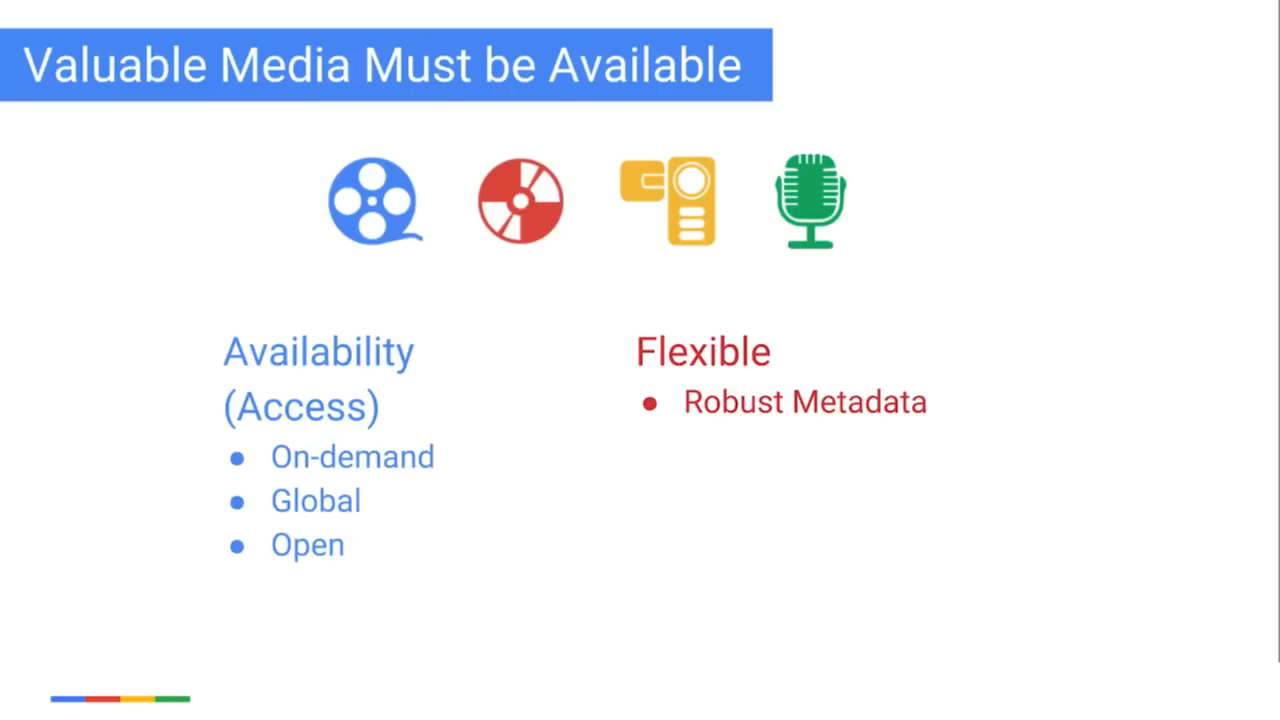 Valuable Media Must be Available
Availability
(Access)
● On-demand
● Global
● Open
Flexible
● Robust Metadata